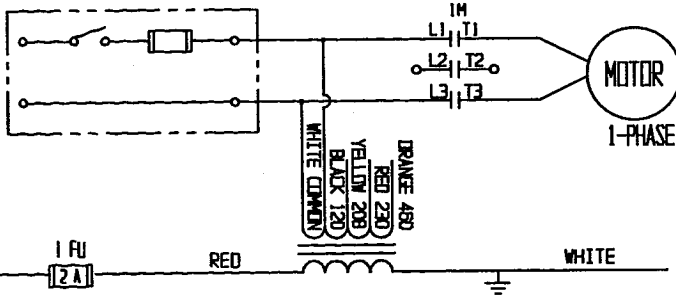 1M
L1 T1
L2 T2
L3 T3
MOTOR
1-PHASE
WHITE COMMON
BLACK 120
YELLOW 208
RED 230
ORANGE 460
1 FU
2 A
RED
WHITE